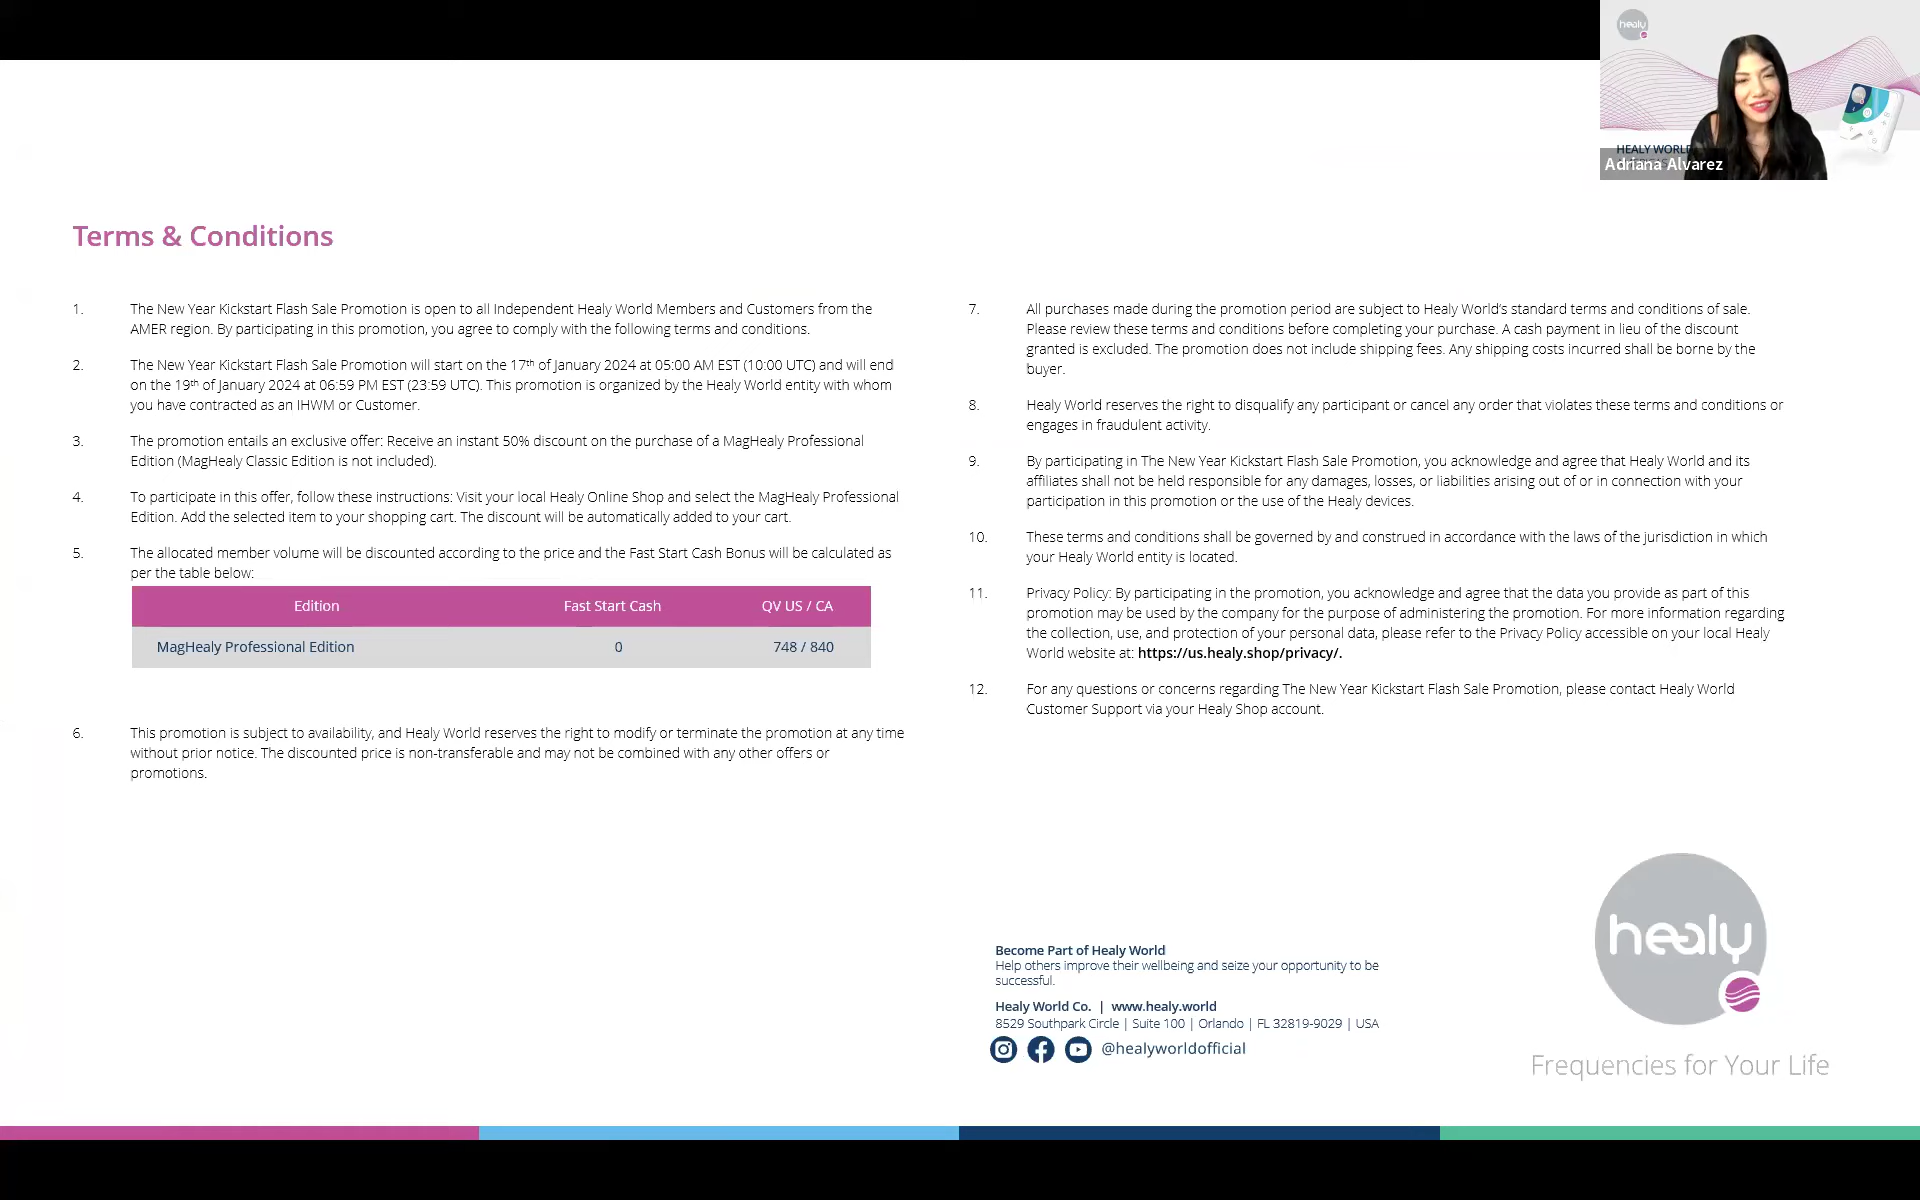 healy
HEALY WORLD
Adriana Alvarez
Terms & Conditions
1. The New Year Kickstart Flash Sale Promotion is open to all Independent Healy World Members and Customers from the
AMER region. By participating in this promotion, you agree to comply with the following terms and conditions.
2. The New Year Kickstart Flash Sale Promotion will start on the 17th of January 2024 at 05:00 AM EST (10:00 UTC) and will end
on the 19th of January 2024 at 06:59 PM EST (23:59 UTC). This promotion is organized by the Healy World entity with whom
you have contracted as an IHWM or Customer.
3. The promotion entails an exclusive offer: Receive an instant 50% discount on the purchase of a MagHealy Professional
Edition (MagHealy Classic Edition is not included).
4. To participate in this offer, follow these instructions: Visit your local Healy Online Shop and select the MagHealy Professional
Edition. Add the selected item to your shopping cart. The discount will be automatically added to your cart.
5. The allocated member volume will be discounted according to the price and the Fast Start Cash Bonus will be calculated as
per the table below:
Edition Fast Start Cash QV US / CA
MagHealy Professional Edition 0 748 / 840
6. This promotion is subject to availability, and Healy World reserves the right to modify or terminate the promotion at any time
without prior notice. The discounted price is non-transferable and may not be combined with any other offers or
promotions.
7. All purchases made during the promotion period are subject to Healy World's standard terms and conditions of sale.
Please review these terms and conditions before completing your purchase. A cash payment in lieu of the discount
granted is excluded. The promotion does not include shipping fees. Any shipping costs incurred shall be borne by the
buyer.
8. Healy World reserves the right to disqualify any participant or cancel any order that violates these terms and conditions or
engages in fraudulent activity.
9. By participating in The New Year Kickstart Flash Sale Promotion, you acknowledge and agree that Healy World and its
affiliates shall not be held responsible for any damages, losses, or liabilities arising out of or in connection with your
participation in this promotion or the use of the Healy devices.
10. These terms and conditions shall be governed by and construed in accordance with the laws of the jurisdiction in which
your Healy World entity is located.
11. Privacy Policy: By participating in the promotion, you acknowledge and agree that the data you provide as part of this
promotion may be used by the company for the purpose of administering the promotion. For more information regarding
the collection, use, and protection of your personal data, please refer to the Privacy Policy accessible on your local Healy
World website at: https://us.healy.shop/privacy/.
12. For any questions or concerns regarding The New Year Kickstart Flash Sale Promotion, please contact Healy World
Customer Support via your Healy Shop account.
Become Part of Healy World
Help others improve their wellbeing and seize your opportunity to be
successful.
Healy World Co. | www.healy.world
8529 Southpark Circle | Suite 100 | Orlando | FL 32819-9029 | USA
@healyworldofficial
healy
Frequencies for Your Life